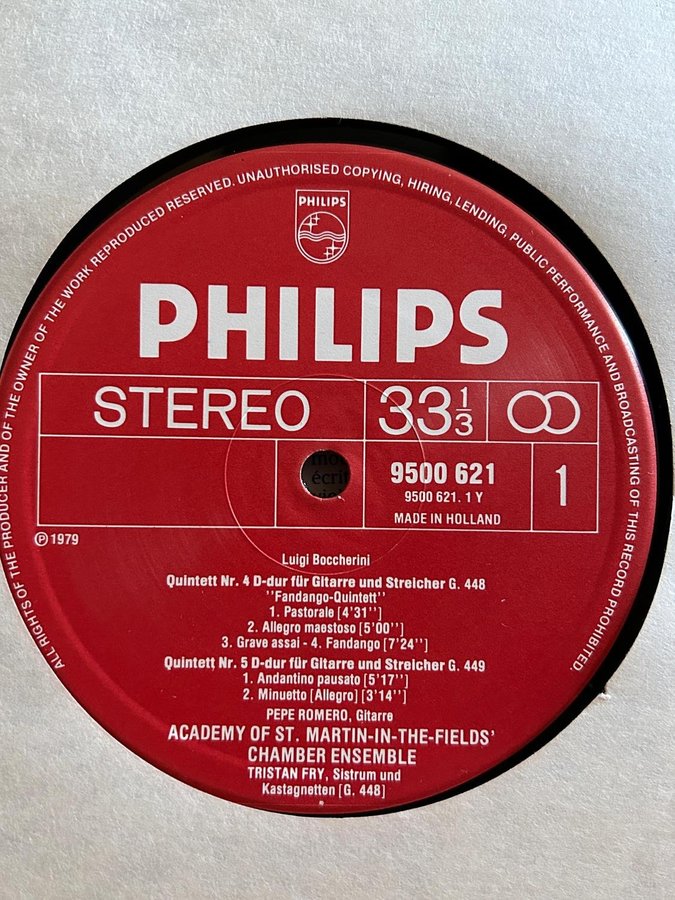 ALL RIGHTS OF THE PRODUCER AND OF THE OWNER OF THE WORK REPRODUCED RESERVED. UNAUTHORISED COPYING, HIRING, LENDING, PUBLIC PERFORMANCE AND BROADCASTING OF THIS RECORD PROHIBITED.
PHILIPS
PHILIPS
STEREO
33 1/3
9500 621
9500 621. 1 Y
MADE IN HOLLAND
1
℗ 1979
Luigi Boccherini
Quintett Nr. 4 D-dur für Gitarre und Streicher G. 448
''Fandango-Quintett''
1. Pastorale [4'31'']
2. Allegro maestoso [5'00'']
3. Grave assai - 4. Fandango [7'24'']
Quintett Nr. 5 D-dur für Gitarre und Streicher G. 449
1. Andantino pausato [5'17'']
2. Minuetto [Allegro] [3'14'']
PEPE ROMERO, Gitarre
ACADEMY OF ST. MARTIN-IN-THE-FIELDS'
CHAMBER ENSEMBLE
TRISTAN FRY, Sistrum und
Kastagnetten [G. 448]